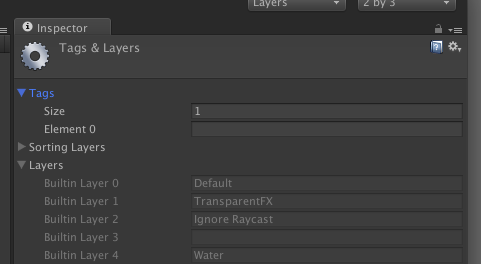 Layers
2 by 3
Inspector
Tags & Layers
Tags
Size 1
Element 0
Sorting Layers
Layers
Builtin Layer 0 Default
Builtin Layer 1 TransparentFX
Builtin Layer 2 Ignore Raycast
Builtin Layer 3
Builtin Layer 4 Water